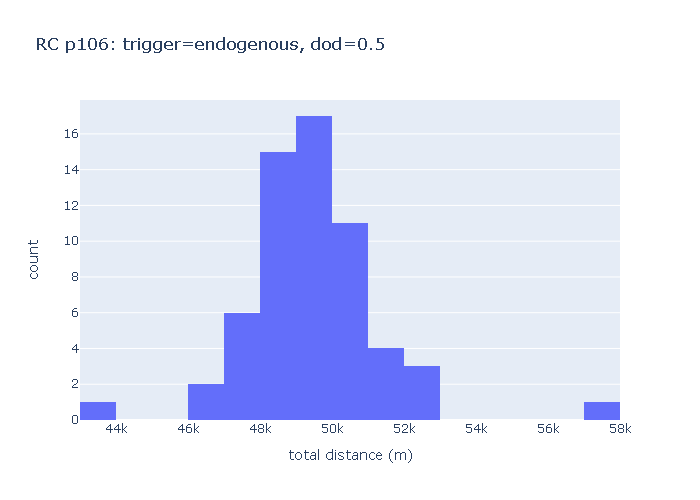 RC p106: trigger=endogenous, dod=0.5
16
14
12
10
8
6
4
2
0
count
44k 46k 48k 50k 52k 54k 56k 58k
total distance (m)